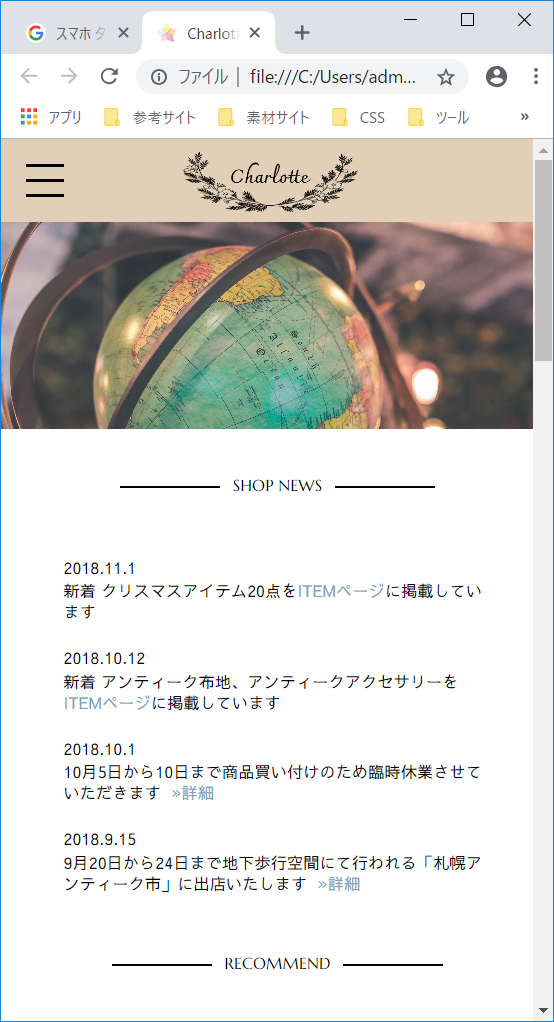 スマホ タ
Charlott
ファイル | file:///C:/Users/adm...
アプリ 参考サイト 素材サイト CSS ツール »
Charlotte
South
Atlantic
Ocean
SHOP NEWS
2018.11.1
新着 クリスマスアイテム20点をITEMページに掲載してい
ます
2018.10.12
新着 アンティーク布地、アンティークアクセサリーを
ITEMページに掲載しています
2018.10.1
10月5日から10日まで商品買い付けのため臨時休業させて
いただきます »詳細
2018.9.15
9月20日から24日まで地下歩行空間にて行われる「札幌ア
ンティーク市」に出店いたします »詳細
RECOMMEND